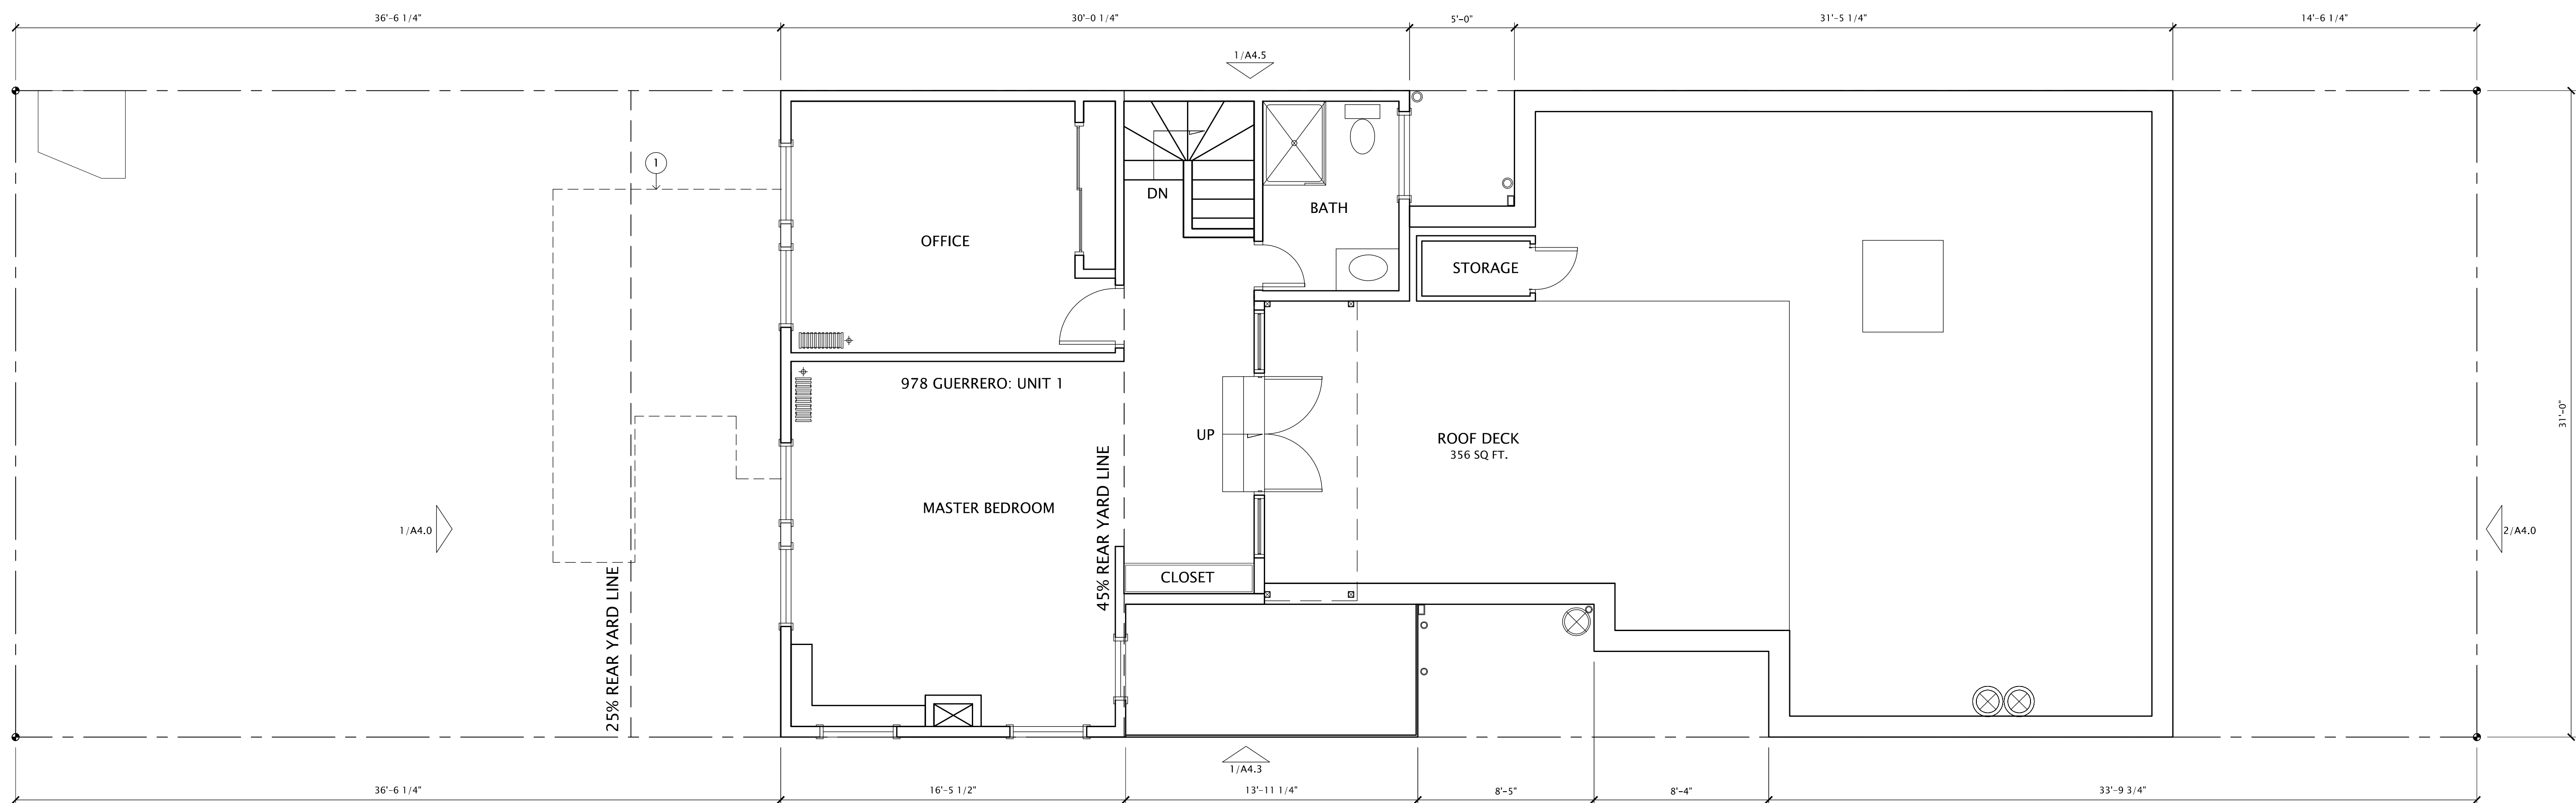 36'-6 1/4"
30'-0 1/4"
5'-0"
31'-5 1/4"
14'-6 1/4"
1/A4.5
1
DN
BATH
OFFICE
STORAGE
978 GUERRERO: UNIT 1
31'-0"
UP
ROOF DECK
356 SQ FT.
MASTER BEDROOM
45% REAR YARD LINE
1/A4.0
2/A4.0
CLOSET
25% REAR YARD LINE
1/A4.3
36'-6 1/4"
16'-5 1/2"
13'-11 1/4"
8'-5"
8'-4"
33'-9 3/4"